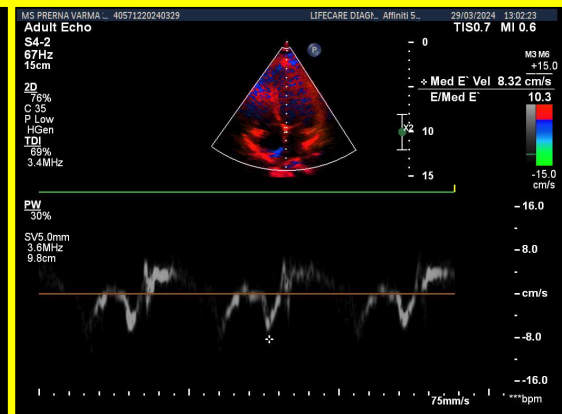 MS PRERNA VARMA ... 40571220240329 LIFECARE DIAGN... Affiniti 5... 29/03/2024 13:02:23
Adult Echo TIS0.7 MI 0.6
S4-2
67Hz
15cm
2D
76%
C 35
P Low
HGen
TDI
69%
3.4MHz
P
0
X2
10
15
M3 M6
+15.0
Med E` Vel 8.32 cm/s
E/Med E` 10.3
-15.0
cm/s
PW
30%
SV5.0mm
3.6MHz
9.8cm
-16.0
-8.0
-cm/s
--8.0
--16.0
75mm/s ***bpm